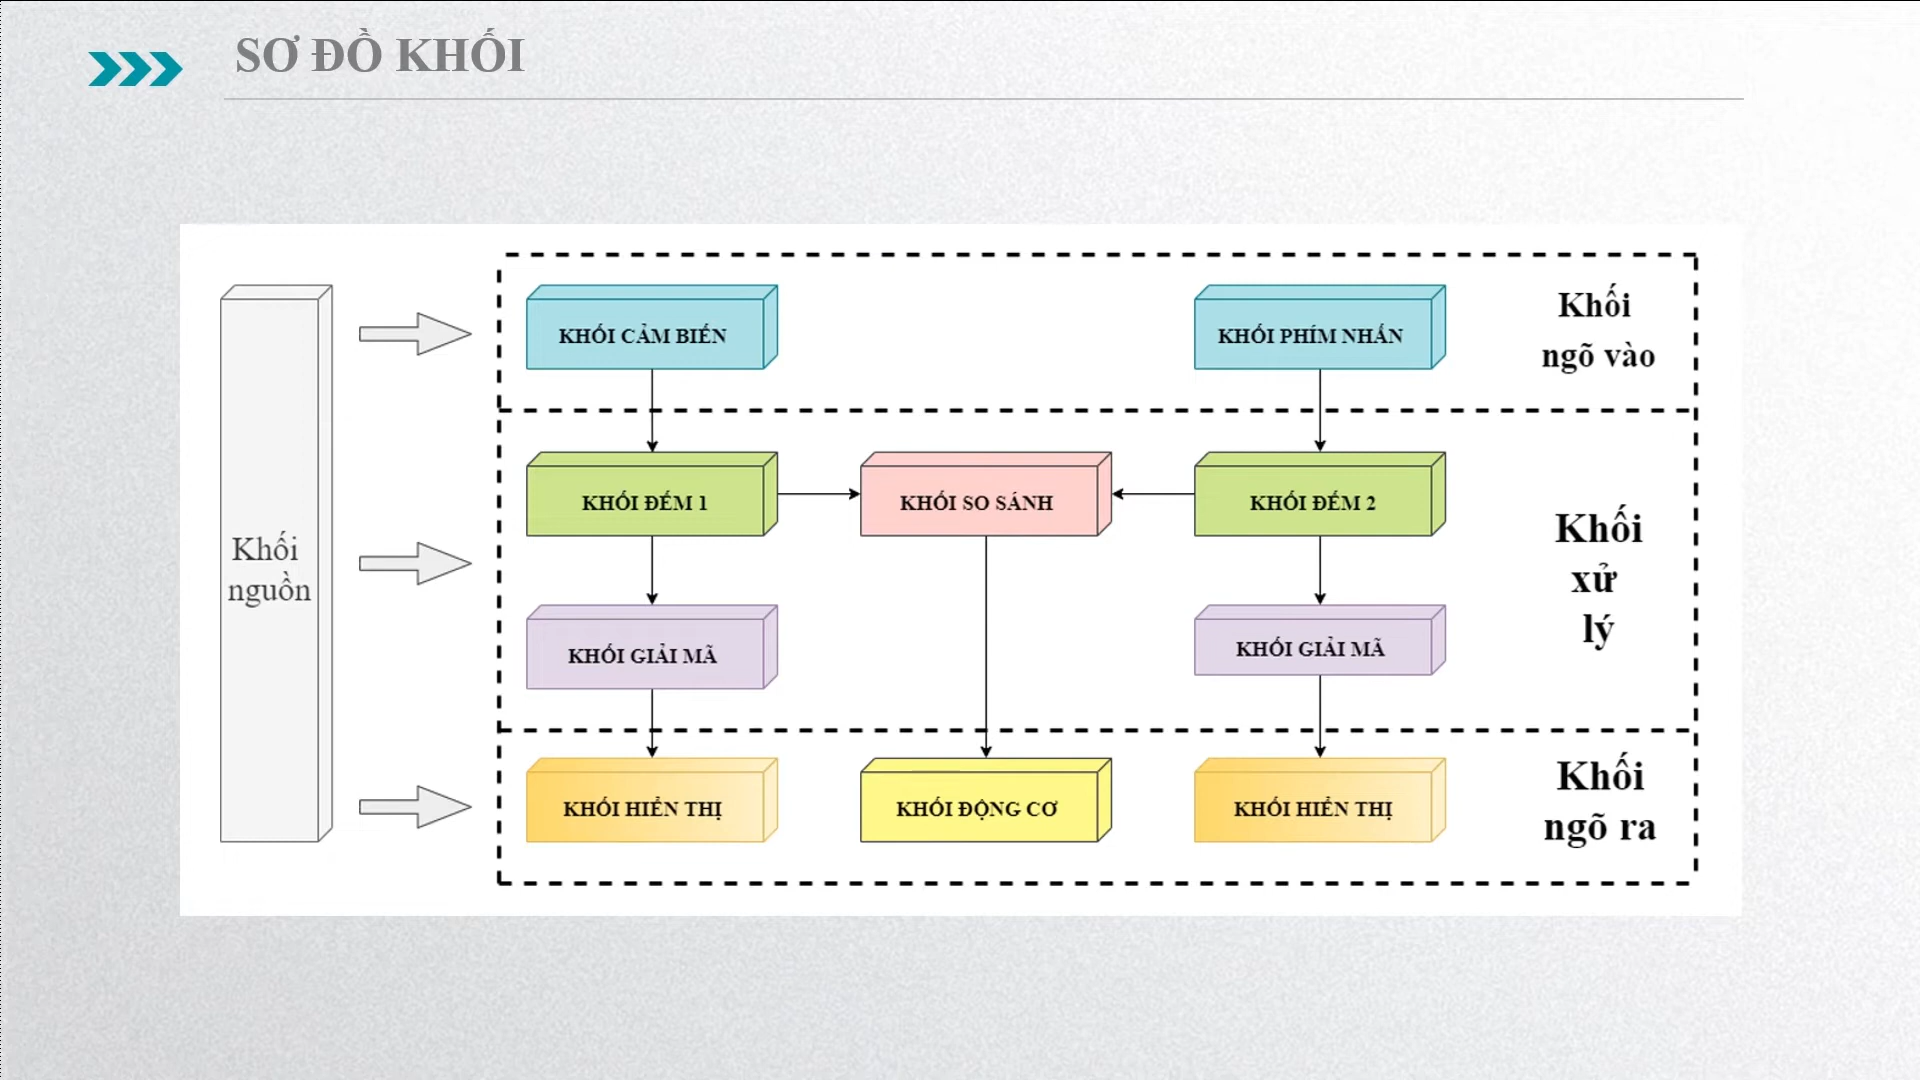 SƠ ĐỒ KHỐI
Khối
nguồn
KHỐI CẢM BIẾN
KHỐI PHÍM NHẤN
Khối
ngõ vào
KHỐI ĐẾM 1
KHỐI SO SÁNH
KHỐI ĐẾM 2
KHỐI GIẢI MÃ
KHỐI GIẢI MÃ
Khối
xử
lý
KHỐI HIỂN THỊ
KHỐI ĐỘNG CƠ
KHỐI HIỂN THỊ
Khối
ngõ ra